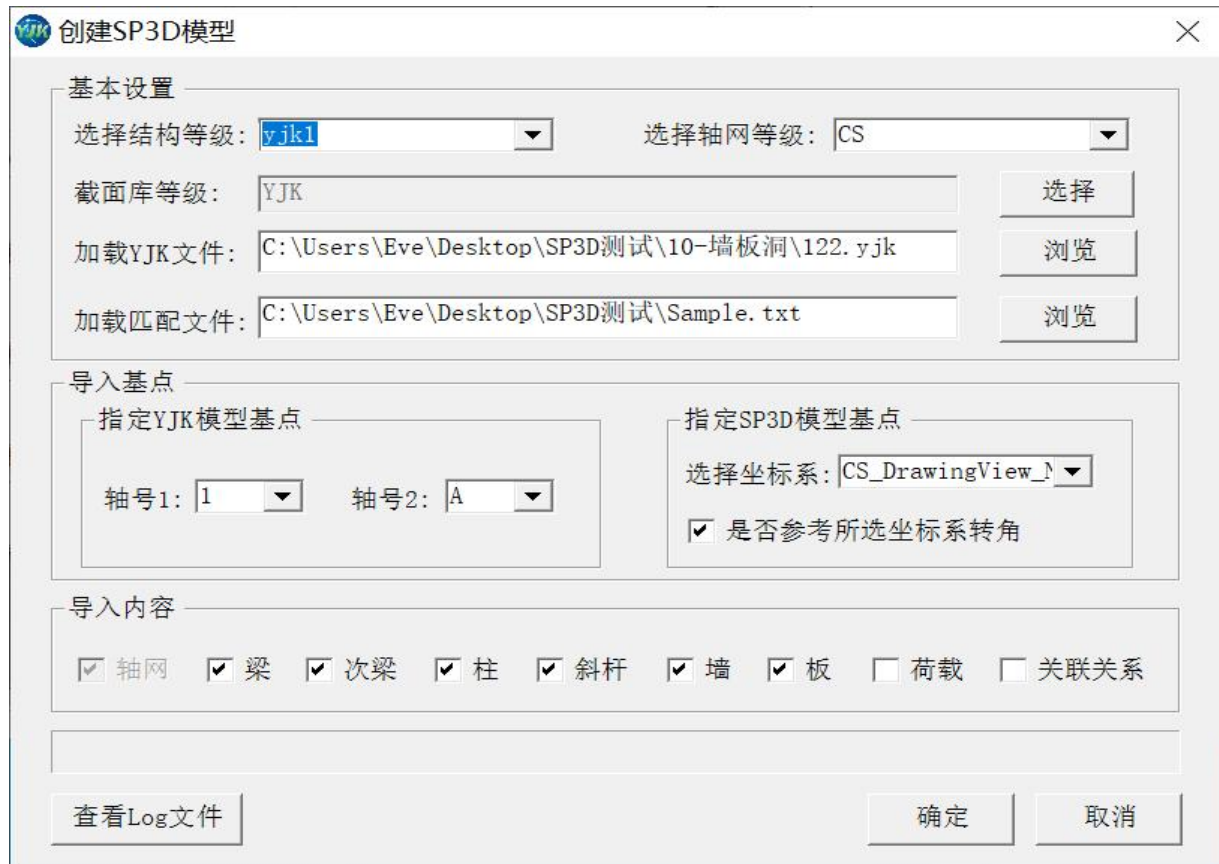 YJK 创建SP3D模型
基本设置
选择结构等级: yjk1 选择轴网等级: CS
截面库等级: YJK 选择
加载YJK文件: C:\Users\Eve\Desktop\SP3D测试\10-墙板洞\122.yjk 浏览
加载匹配文件: C:\Users\Eve\Desktop\SP3D测试\Sample.txt 浏览
导入基点
指定YJK模型基点 指定SP3D模型基点
选择坐标系: CS_DrawingView_
轴号1: 1 轴号2: A
是否参考所选坐标系转角
导入内容
轴网 梁 次梁 柱 斜杆 墙 板 荷载 关联关系
查看Log文件 确定 取消